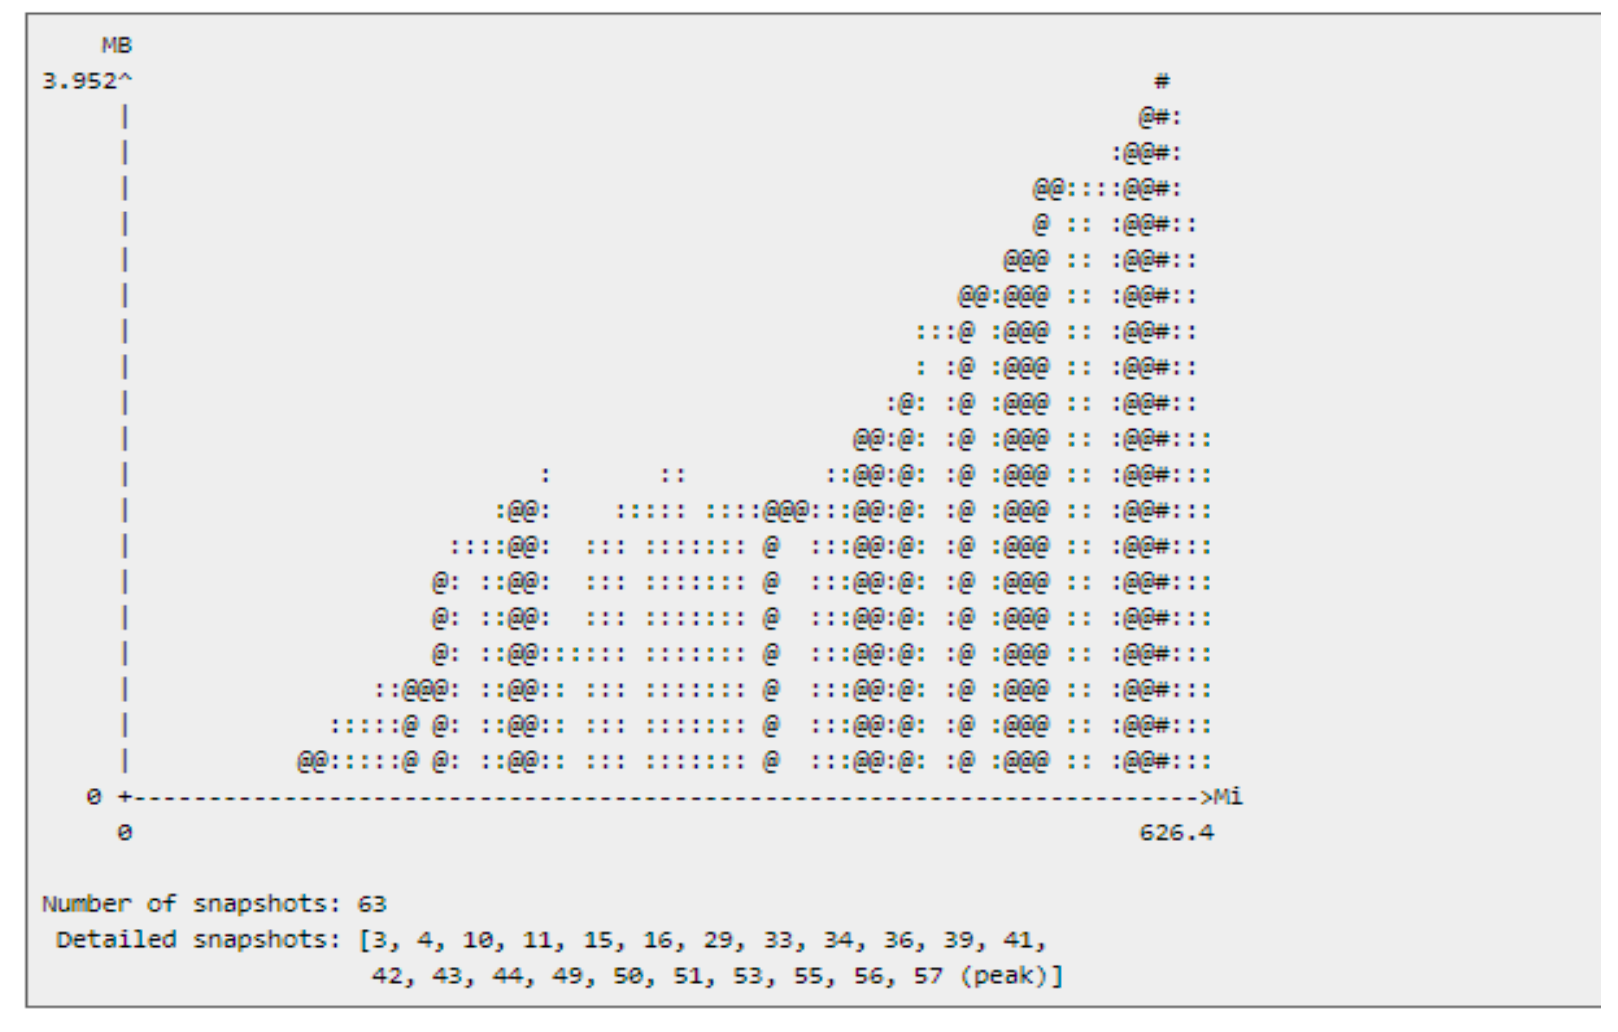 MB
3.952^                                                                    #
     |                                                                   @#:
     |                                                                 :@@#:
     |                                                            @@::::@@#:
     |                                                            @ :: :@@#::
     |                                                          @@@ :: :@@#::
     |                                                       @@:@@@ :: :@@#::
     |                                                    :::@ :@@@ :: :@@#::
     |                                                    : :@ :@@@ :: :@@#::
     |                                                  :@: :@ :@@@ :: :@@#::
     |                                                @@:@: :@ :@@@ :: :@@#:::
     |                           :       ::         ::@@:@: :@ :@@@ :: :@@#:::
     |                        :@@:    ::::: ::::@@@:::@@:@: :@ :@@@ :: :@@#:::
     |                     ::::@@:  ::: ::::::: @  :::@@:@: :@ :@@@ :: :@@#:::
     |                    @: ::@@:  ::: ::::::: @  :::@@:@: :@ :@@@ :: :@@#:::
     |                    @: ::@@:  ::: ::::::: @  :::@@:@: :@ :@@@ :: :@@#:::
     |                    @: ::@@:::::: ::::::: @  :::@@:@: :@ :@@@ :: :@@#:::
     |                ::@@@: ::@@:: ::: ::::::: @  :::@@:@: :@ :@@@ :: :@@#:::
     |             :::::@ @: ::@@:: ::: ::::::: @  :::@@:@: :@ :@@@ :: :@@#:::
     |           @@:::::@ @: ::@@:: ::: ::::::: @  :::@@:@: :@ :@@@ :: :@@#:::
   0 +----------------------------------------------------------------------->Mi
     0                                                                   626.4

Number of snapshots: 63
 Detailed snapshots: [3, 4, 10, 11, 15, 16, 29, 33, 34, 36, 39, 41,
                      42, 43, 44, 49, 50, 51, 53, 55, 56, 57 (peak)]